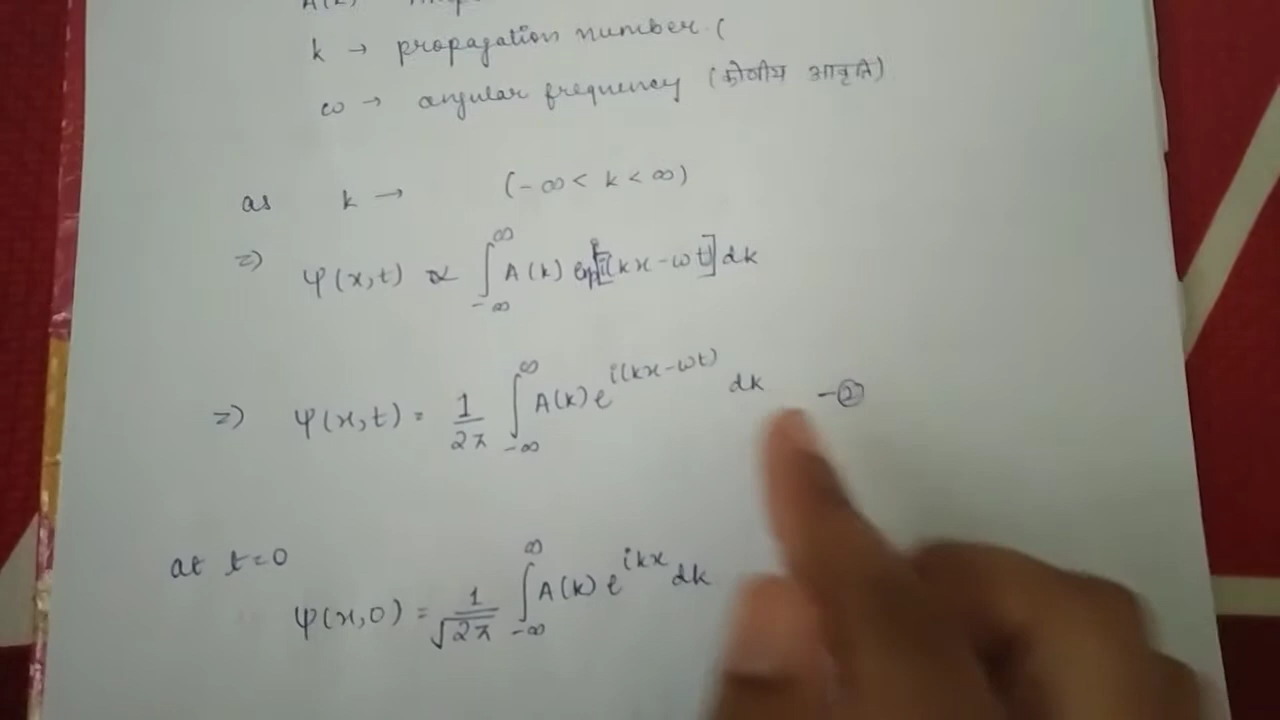 A(k)
k → propagation number. (
ω → angular frequency (कोणीय आवृति)
as k → (-∞ < k < ∞)
=) ψ(x,t) ∝ ∫_{-∞}^{∞} A(k) exp[i(kx-ωt] dk
=) ψ(x,t) = 1/2π ∫_{-∞}^{∞} A(k) e^{i(kx-ωt)} dk -②
at t=0
ψ(x,0) = 1/√2π ∫_{-∞}^{∞} A(k) e^{ikx} dk